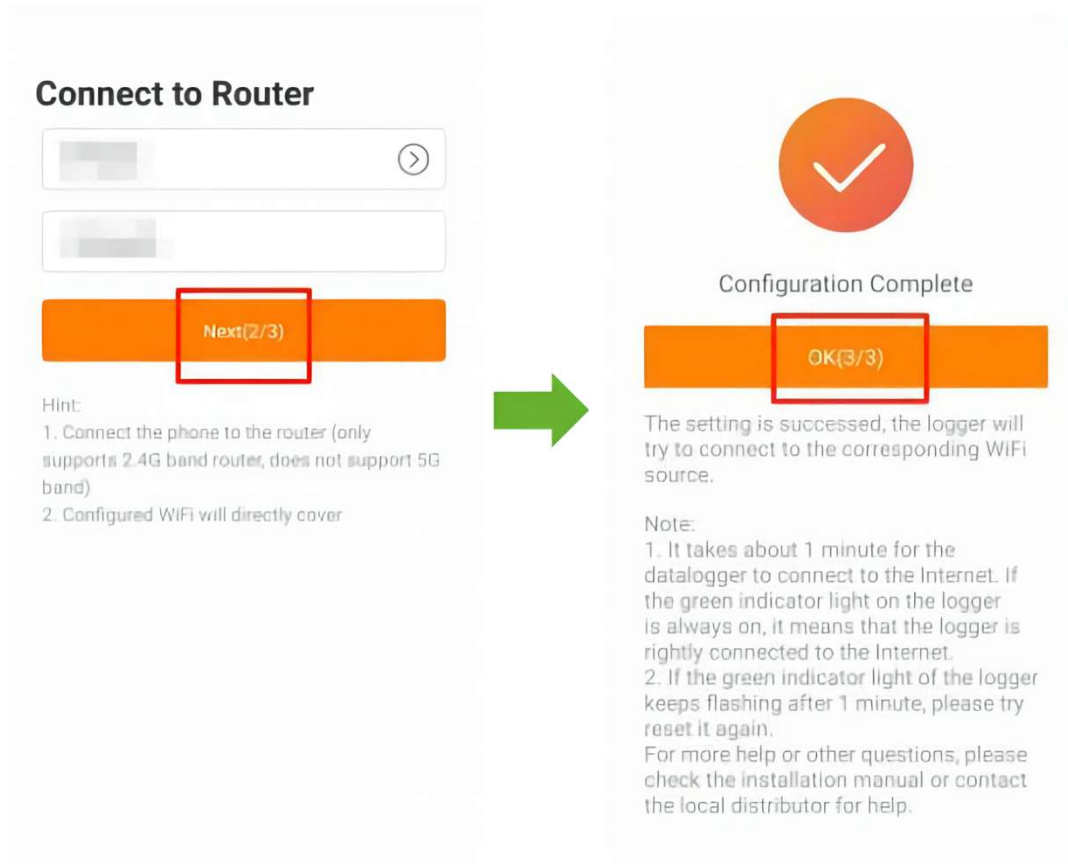 Connect to Router
Next(2/3)
Hint:
1. Connect the phone to the router (only
supports 2.4G band router, does not support 5G
band)
2. Configured WiFi will directly cover
Configuration Complete
OK(3/3)
The setting is successed, the logger will
try to connect to the corresponding WiFi
source.
Note:
1. It takes about 1 minute for the
datalogger to connect to the Internet. If
the green indicator light on the logger
is always on, it means that the logger is
rightly connected to the Internet.
2. If the green indicator light of the logger
keeps flashing after 1 minute, please try
reset it again.
For more help or other questions, please
check the installation manual or contact
the local distributor for help.